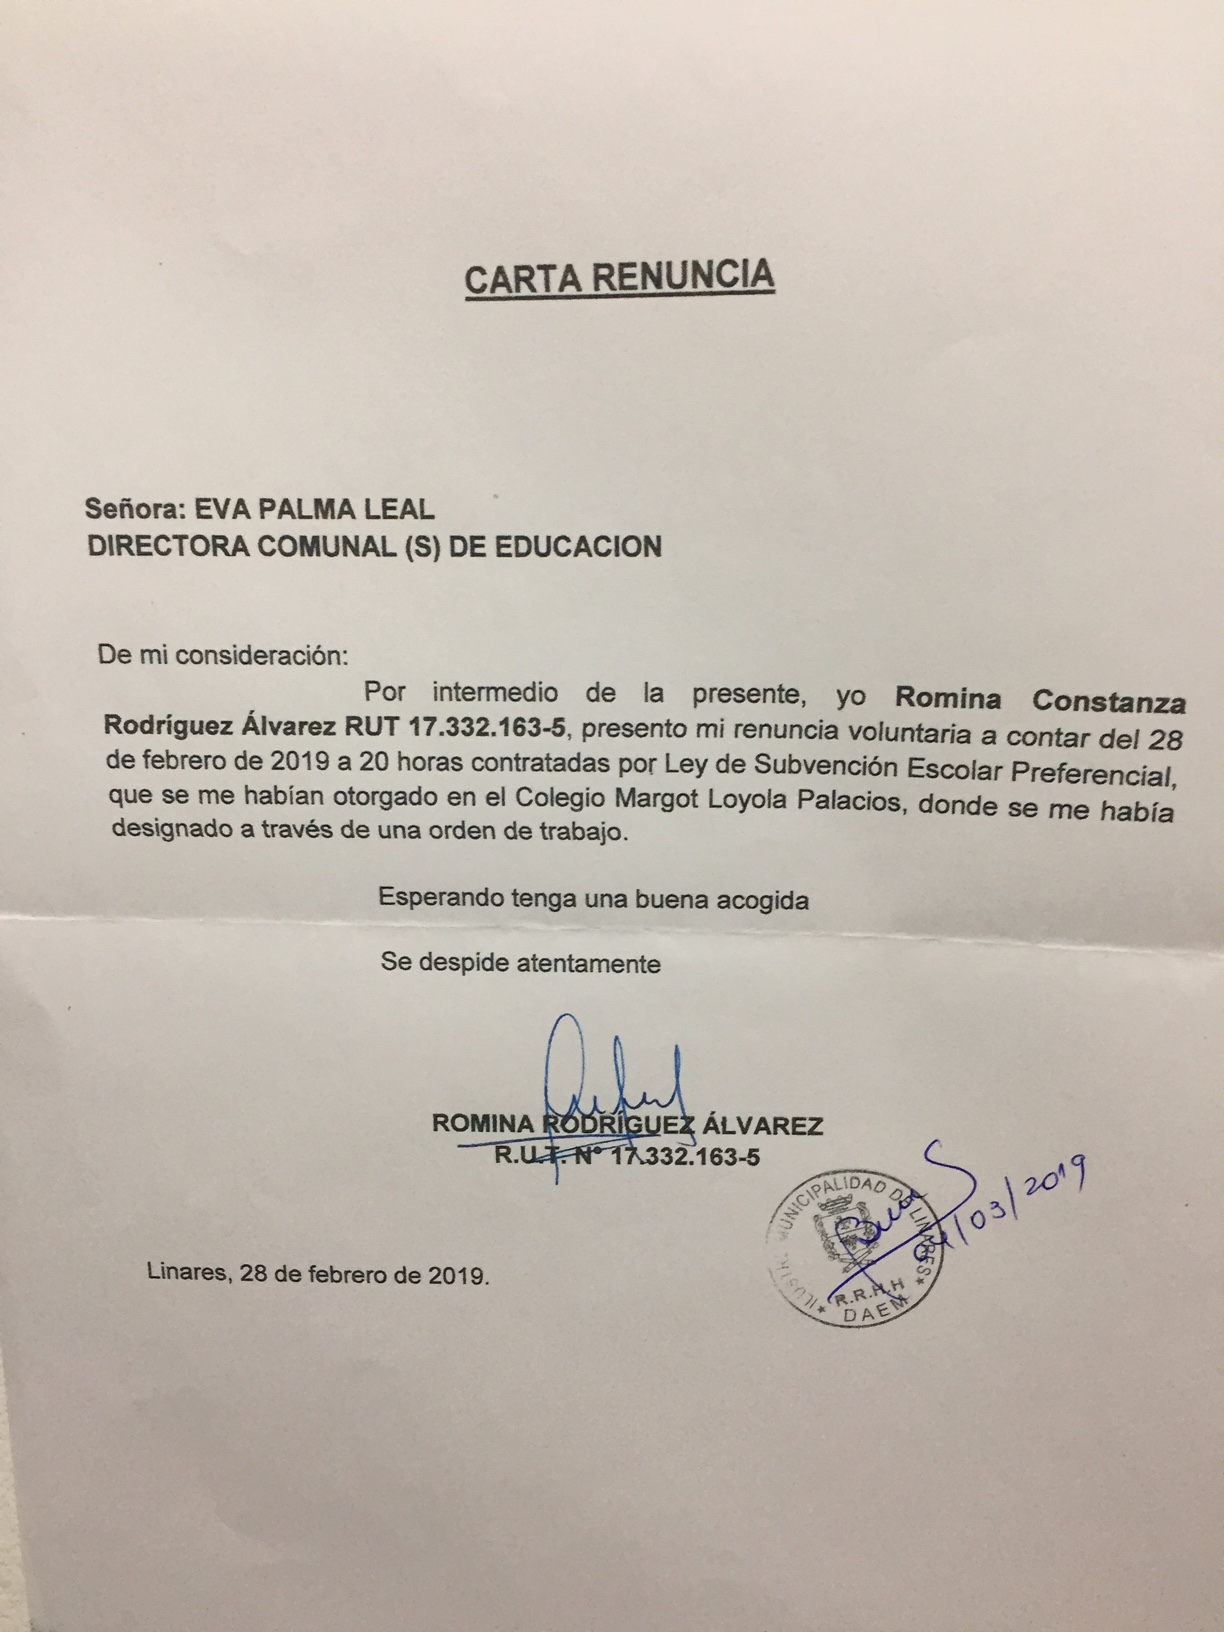 CARTA RENUNCIA
Señora: EVA PALMA LEAL
DIRECTORA COMUNAL (S) DE EDUCACION
De mi consideración:
Por intermedio de la presente, yo Romina Constanza
Rodríguez Álvarez RUT 17.332.163-5, presento mi renuncia voluntaria a contar del 28
de febrero de 2019 a 20 horas contratadas por Ley de Subvención Escolar Preferencial,
que se me habían otorgado en el Colegio Margot Loyola Palacios, donde se me había
designado a través de una orden de trabajo.
Esperando tenga una buena acogida
Se despide atentamente
ROMINA RODRÍGUEZ ÁLVAREZ
R.U.T. Nº 17.332.163-5
ILUSTRE MUNICIPALIDAD DE LINARES
R.R.H.H
DAEM
/03/2019
Linares, 28 de febrero de 2019.